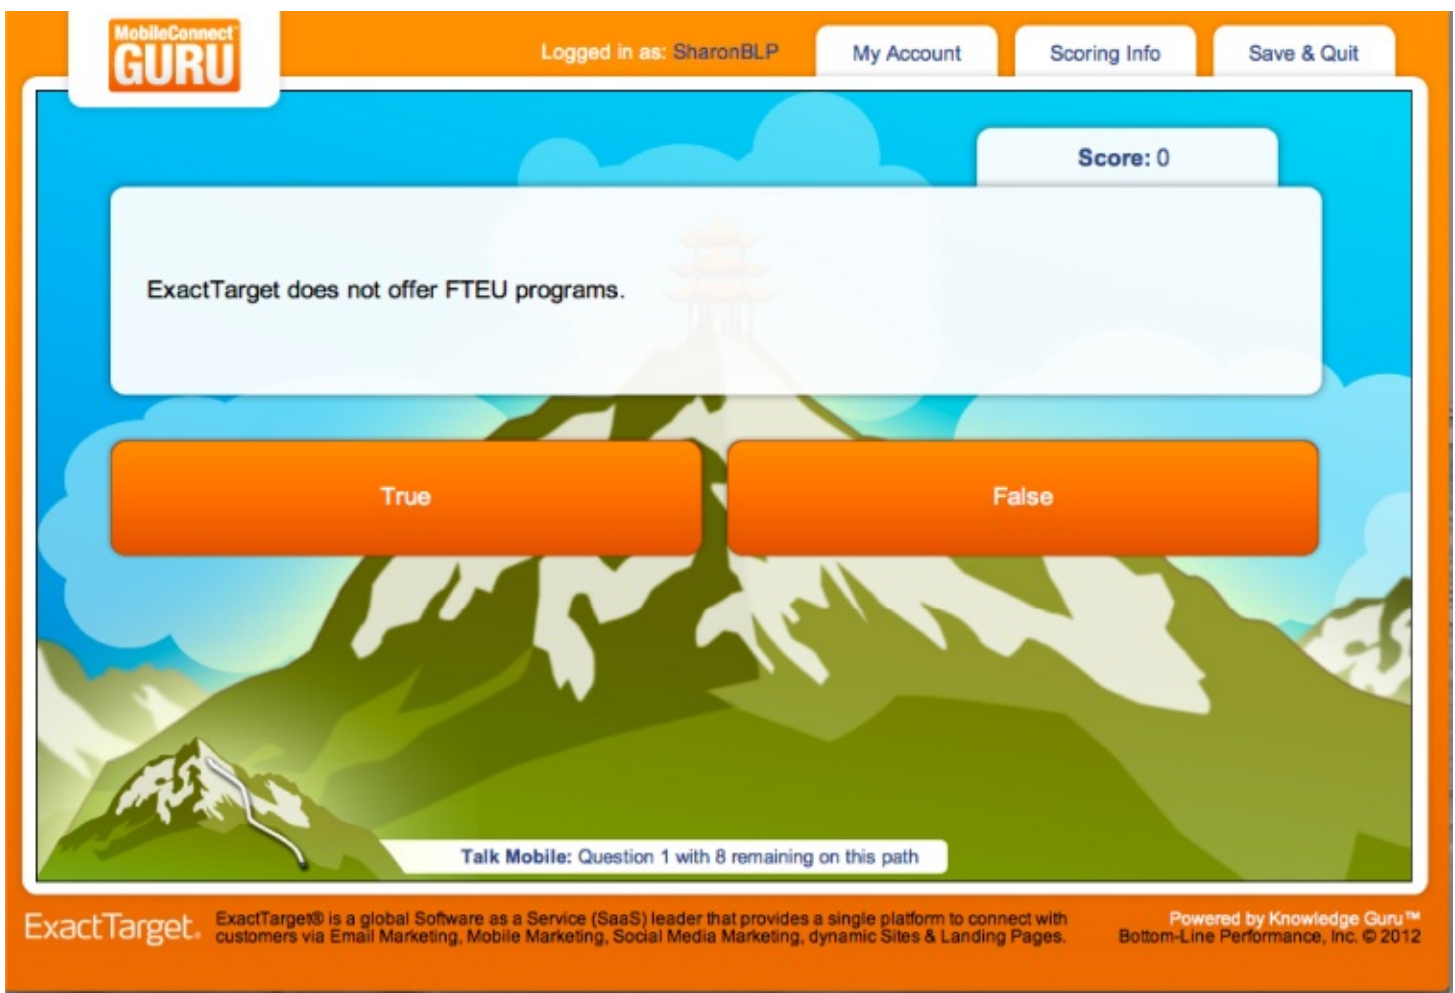 MobileConnect™
GURU
Logged in as: SharonBLP
My Account
Scoring Info
Save & Quit
Score: 0
ExactTarget does not offer FTEU programs.
True
False
Talk Mobile: Question 1 with 8 remaining on this path
ExactTarget.
ExactTarget® is a global Software as a Service (SaaS) leader that provides a single platform to connect with
customers via Email Marketing, Mobile Marketing, Social Media Marketing, dynamic Sites & Landing Pages.
Powered by Knowledge Guru™
Bottom-Line Performance, Inc. © 2012